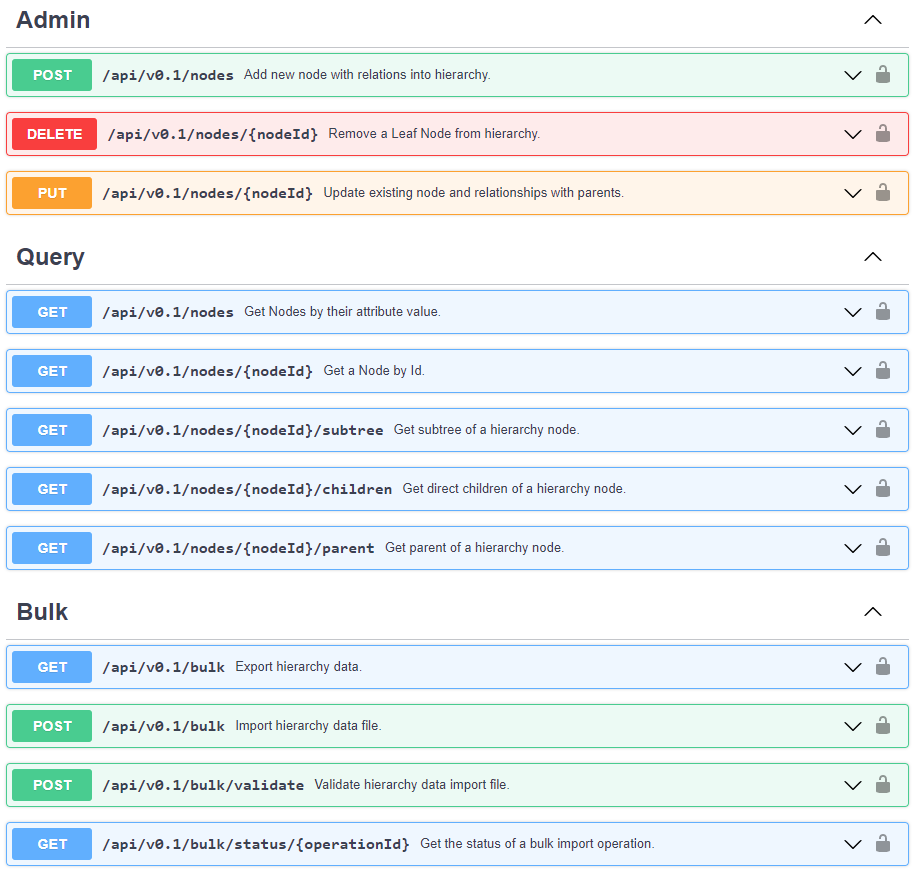 Admin
POST /api/v0.1/nodes Add new node with relations into hierarchy.
DELETE /api/v0.1/nodes/{nodeId} Remove a Leaf Node from hierarchy.
PUT /api/v0.1/nodes/{nodeId} Update existing node and relationships with parents.
Query
GET /api/v0.1/nodes Get Nodes by their attribute value.
GET /api/v0.1/nodes/{nodeId} Get a Node by Id.
GET /api/v0.1/nodes/{nodeId}/subtree Get subtree of a hierarchy node.
GET /api/v0.1/nodes/{nodeId}/children Get direct children of a hierarchy node.
GET /api/v0.1/nodes/{nodeId}/parent Get parent of a hierarchy node.
Bulk
GET /api/v0.1/bulk Export hierarchy data.
POST /api/v0.1/bulk Import hierarchy data file.
POST /api/v0.1/bulk/validate Validate hierarchy data import file.
GET /api/v0.1/bulk/status/{operationId} Get the status of a bulk import operation.